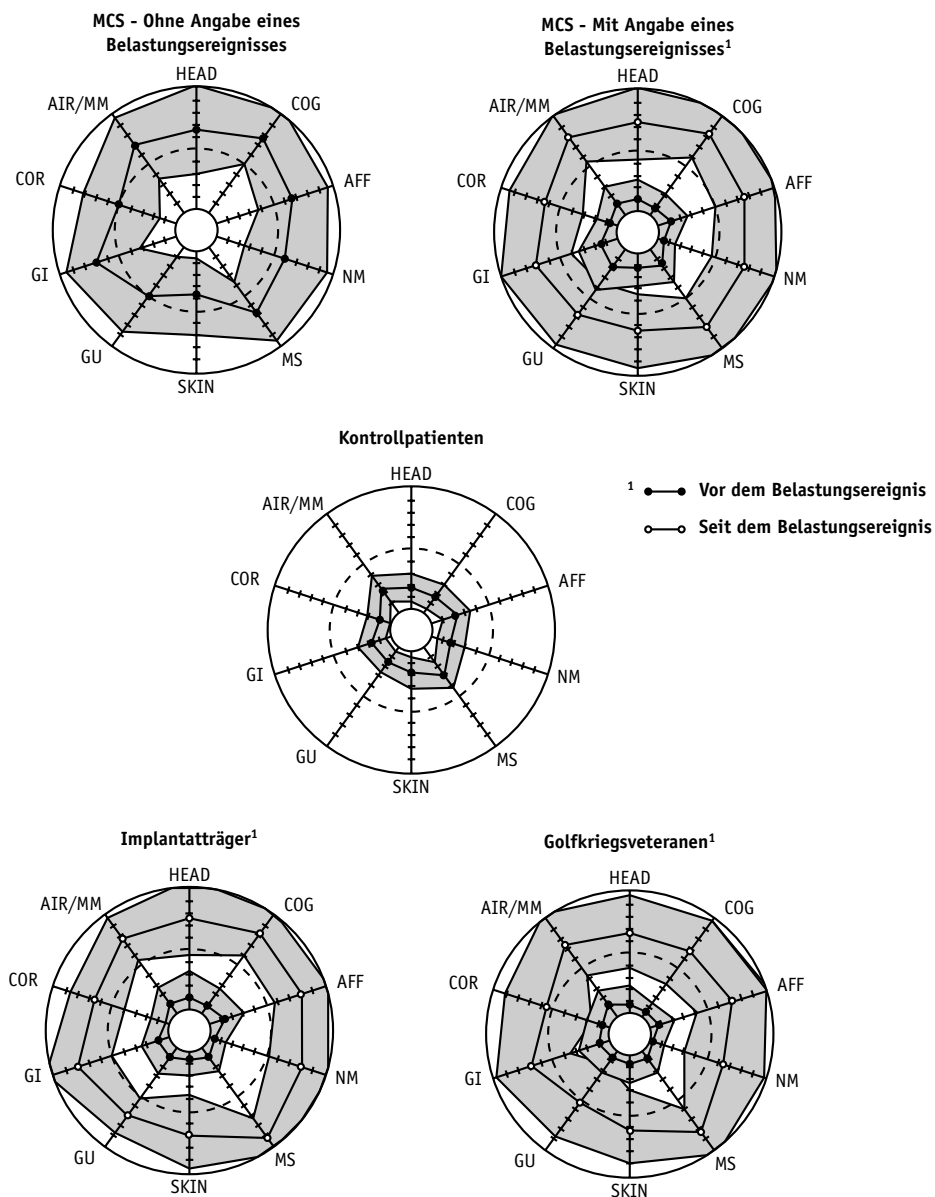 MCS - Ohne Angabe eines
Belastungsereignisses
HEAD
COG
AFF
NM
MS
SKIN
GU
GI
COR
AIR/MM
MCS - Mit Angabe eines
Belastungsereignisses¹
HEAD
COG
AFF
NM
MS
SKIN
GU
GI
COR
AIR/MM
Kontrollpatienten
HEAD
COG
AFF
NM
MS
SKIN
GU
GI
COR
AIR/MM
¹ Vor dem Belastungsereignis
Seit dem Belastungsereignis
Implantatträger¹
HEAD
COG
AFF
NM
MS
SKIN
GU
GI
COR
AIR/MM
Golfkriegsveteranen¹
HEAD
COG
AFF
NM
MS
SKIN
GU
GI
COR
AIR/MM